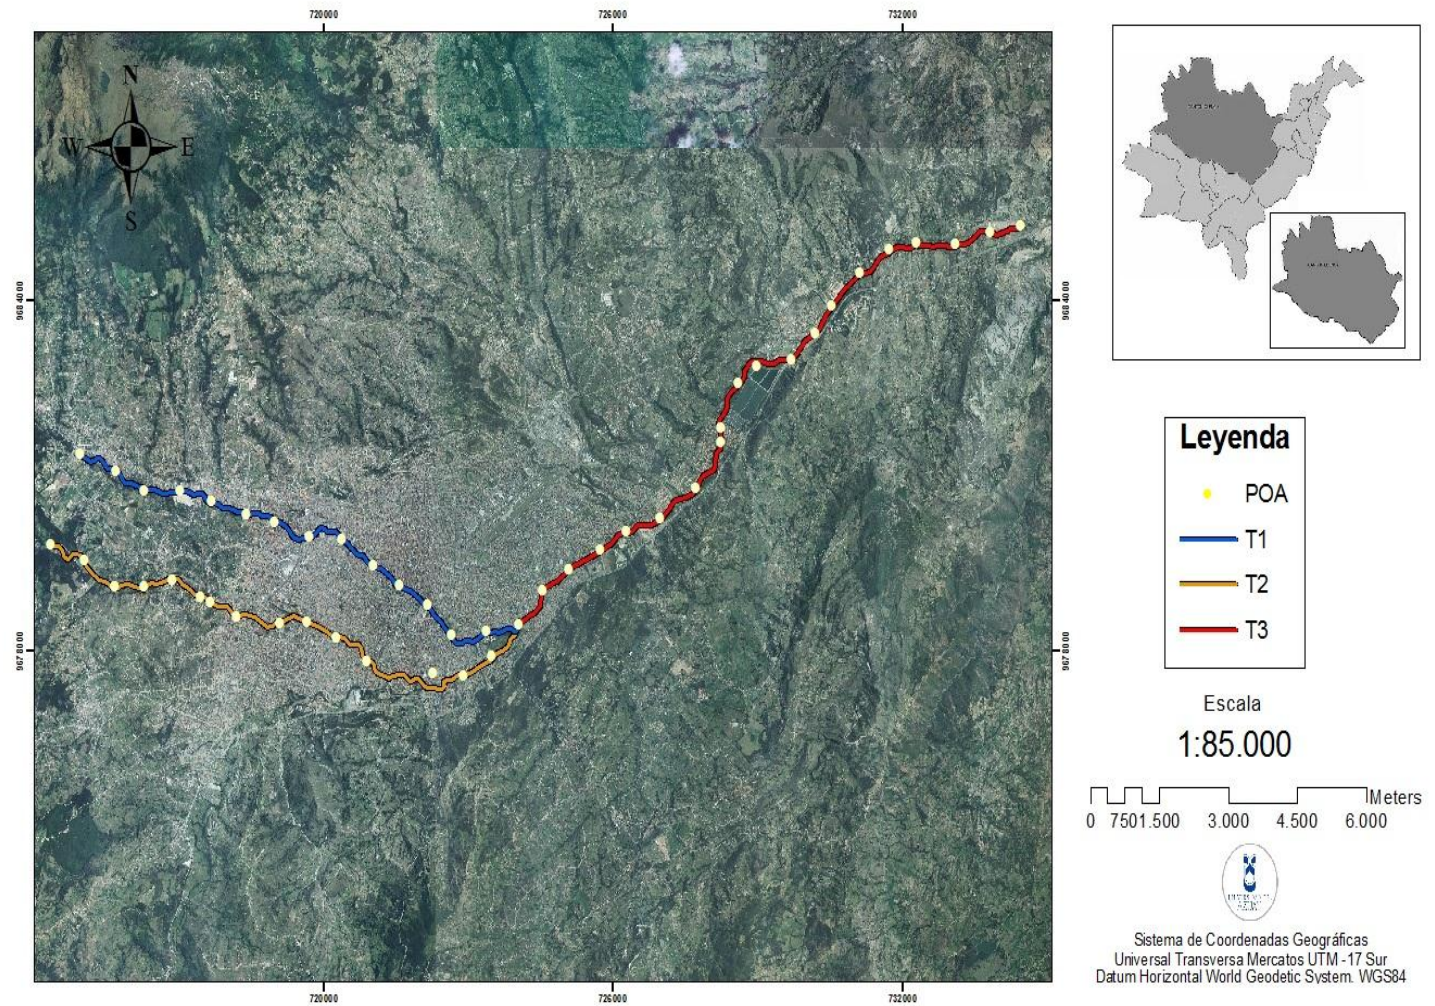 720000
726000
732000
N
W
E
S
9684000
9684000
9678000
9678000
720000
726000
732000
Leyenda
POA
T1
T2
T3
Escala
1:85.000
Meters
0 750 1.500 3.000 4.500 6.000
Sistema de Coordenadas Geográficas
Universal Transversa Mercatos UTM -17 Sur
Datum Horizontal World Geodetic System. WGS84